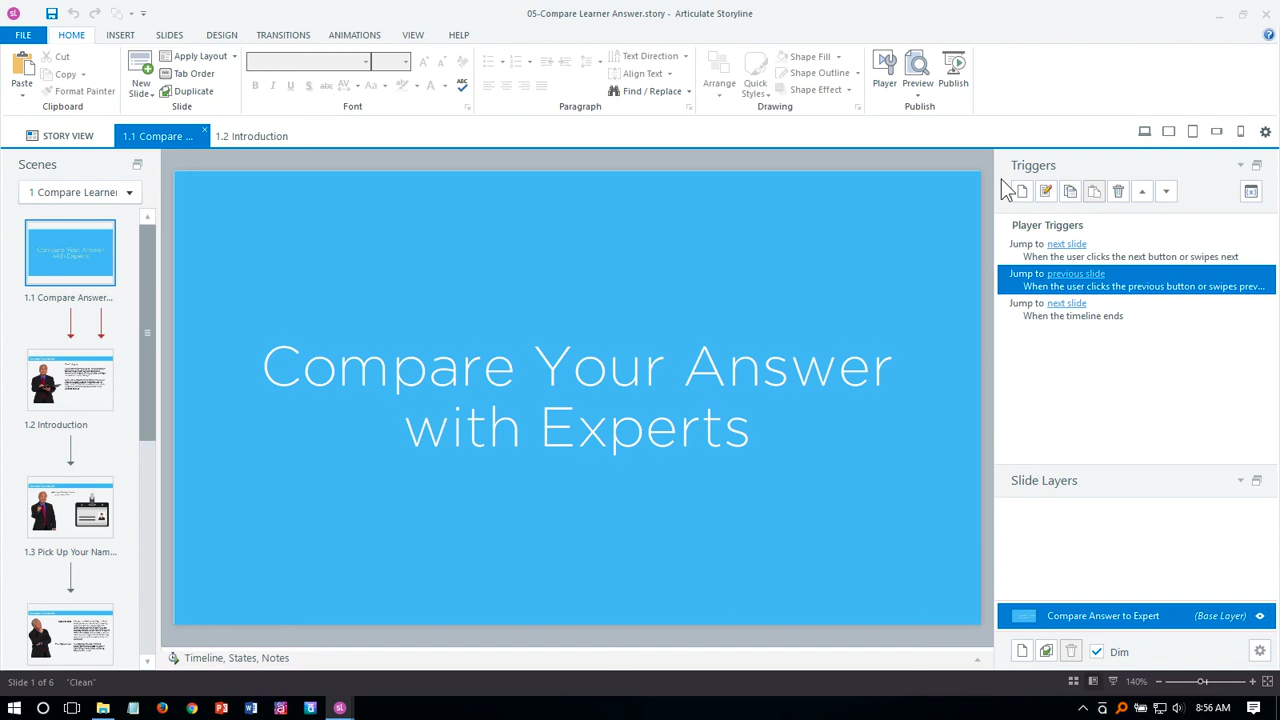 05-Compare Learner Answer.story - Articulate Storyline
FILE HOME INSERT SLIDES DESIGN TRANSITIONS ANIMATIONS VIEW HELP
Cut
Copy
Format Painter
Paste
Clipboard
New
Slide
Apply Layout
Tab Order
Duplicate
Slide
Font
Text Direction
Align Text
Find / Replace
Paragraph
Arrange
Quick
Styles
Shape Fill
Shape Outline
Shape Effect
Drawing
Player
Preview
Publish
Publish
STORY VIEW
1.1 Compare ...
1.2 Introduction
Scenes
1 Compare Learner
1.1 Compare Answer...
1.2 Introduction
1.3 Pick Up Your Nam...
Compare Your Answer
with Experts
Timeline, States, Notes
Triggers
Player Triggers
Jump to next slide
When the user clicks the next button or swipes next
Jump to previous slide
When the user clicks the previous button or swipes prev...
Jump to next slide
When the timeline ends
Slide Layers
Compare Answer to Expert (Base Layer)
Dim
Slide 1 of 6 "Clean"
140%
8:56 AM